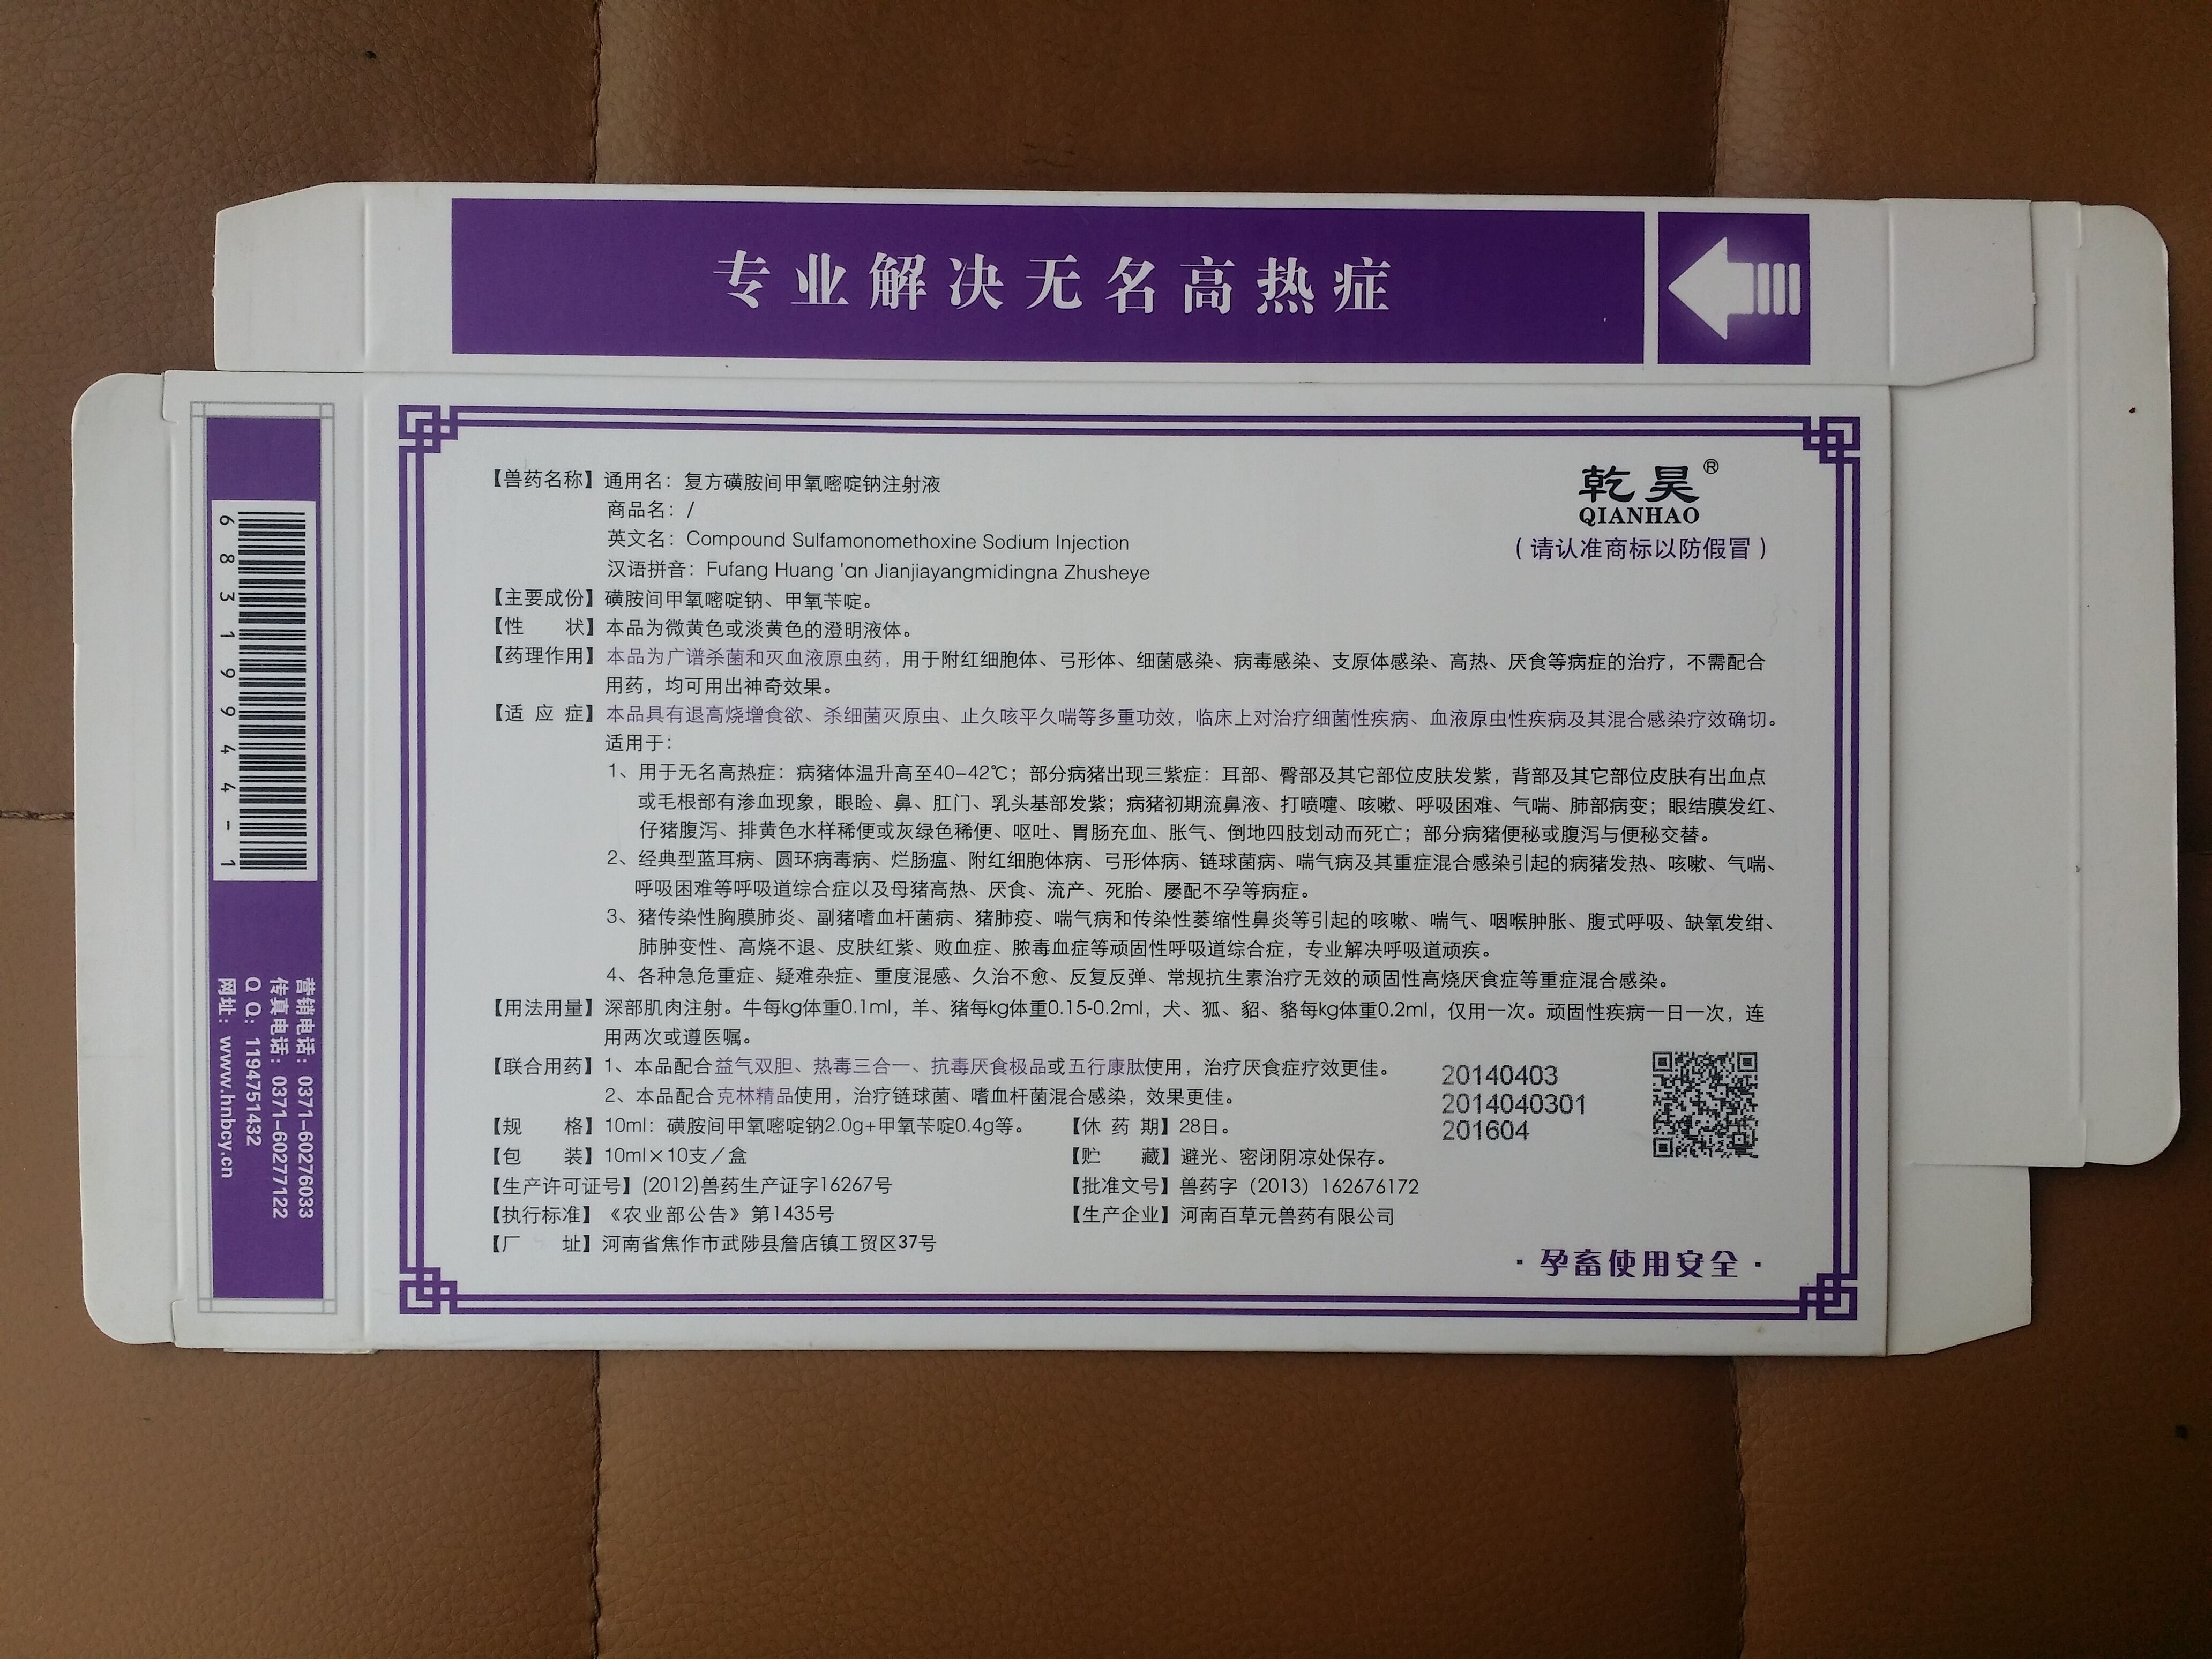 专业解决无名高热症
乾昊®
QIANHAO
（请认准商标以防假冒）
【兽药名称】通用名：复方磺胺间甲氧嘧啶钠注射液
商品名：/
英文名：Compound Sulfamonomethoxine Sodium Injection
汉语拼音：Fufang Huang 'an Jianjiayangmidingna Zhusheye
【主要成份】磺胺间甲氧嘧啶钠、甲氧苄啶。
【性　　状】本品为微黄色或淡黄色的澄明液体。
【药理作用】本品为广谱杀菌和灭血液原虫药，用于附红细胞体、弓形体、细菌感染、病毒感染、支原体感染、高热、厌食等病症的治疗，不需配合
用药，均可用出神奇效果。
【适 应 症】本品具有退高烧增食欲、杀细菌灭原虫、止久咳平久喘等多重功效，临床上对治疗细菌性疾病、血液原虫性疾病及其混合感染疗效确切。
适用于：
1、用于无名高热症：病猪体温升高至40-42℃；部分病猪出现三紫症：耳部、臀部及其它部位皮肤发紫，背部及其它部位皮肤有出血点
或毛根部有渗血现象，眼睑、鼻、肛门、乳头基部发紫；病猪初期流鼻液、打喷嚏、咳嗽、呼吸困难、气喘、肺部病变；眼结膜发红、
仔猪腹泻、排黄色水样稀便或灰绿色稀便、呕吐、胃肠充血、胀气、倒地四肢划动而死亡；部分病猪便秘或腹泻与便秘交替。
2、经典型蓝耳病、圆环病毒病、烂肠瘟、附红细胞体病、弓形体病、链球菌病、喘气病及其重症混合感染引起的病猪发热、咳嗽、气喘、
呼吸困难等呼吸道综合症以及母猪高热、厌食、流产、死胎、屡配不孕等病症。
3、猪传染性胸膜肺炎、副猪嗜血杆菌病、猪肺疫、喘气病和传染性萎缩性鼻炎等引起的咳嗽、喘气、咽喉肿胀、腹式呼吸、缺氧发绀、
肺肿变性、高烧不退、皮肤红紫、败血症、脓毒血症等顽固性呼吸道综合症，专业解决呼吸道顽疾。
4、各种急危重症、疑难杂症、重度混感、久治不愈、反复反弹、常规抗生素治疗无效的顽固性高烧厌食症等重症混合感染。
【用法用量】深部肌肉注射。牛每kg体重0.1ml，羊、猪每kg体重0.15-0.2ml，犬、狐、貂、貉每kg体重0.2ml，仅用一次。顽固性疾病一日一次，连
用两次或遵医嘱。
【联合用药】1、本品配合益气双胆、热毒三合一、抗毒厌食极品或五行康肽使用，治疗厌食症疗效更佳。
2、本品配合克林精品使用，治疗链球菌、嗜血杆菌混合感染，效果更佳。
【规　　格】10ml：磺胺间甲氧嘧啶钠2.0g+甲氧苄啶0.4g等。
【休 药 期】28日。
【包　　装】10ml×10支／盒
【贮　　藏】避光、密闭阴凉处保存。
【生产许可证号】(2012)兽药生产证字16267号
【批准文号】兽药字（2013）162676172
【执行标准】《农业部公告》第1435号
【生产企业】河南百草元兽药有限公司
【厂　　址】河南省焦作市武陟县詹店镇工贸区37号
20140403
2014040301
201604
·孕畜使用安全·
6 8 3 1 9 9 4 4 - 1
营销电话：0371-60276033
传真电话：0371-60277122
Q Q：1194751432
网址：www.hnbcy.cn